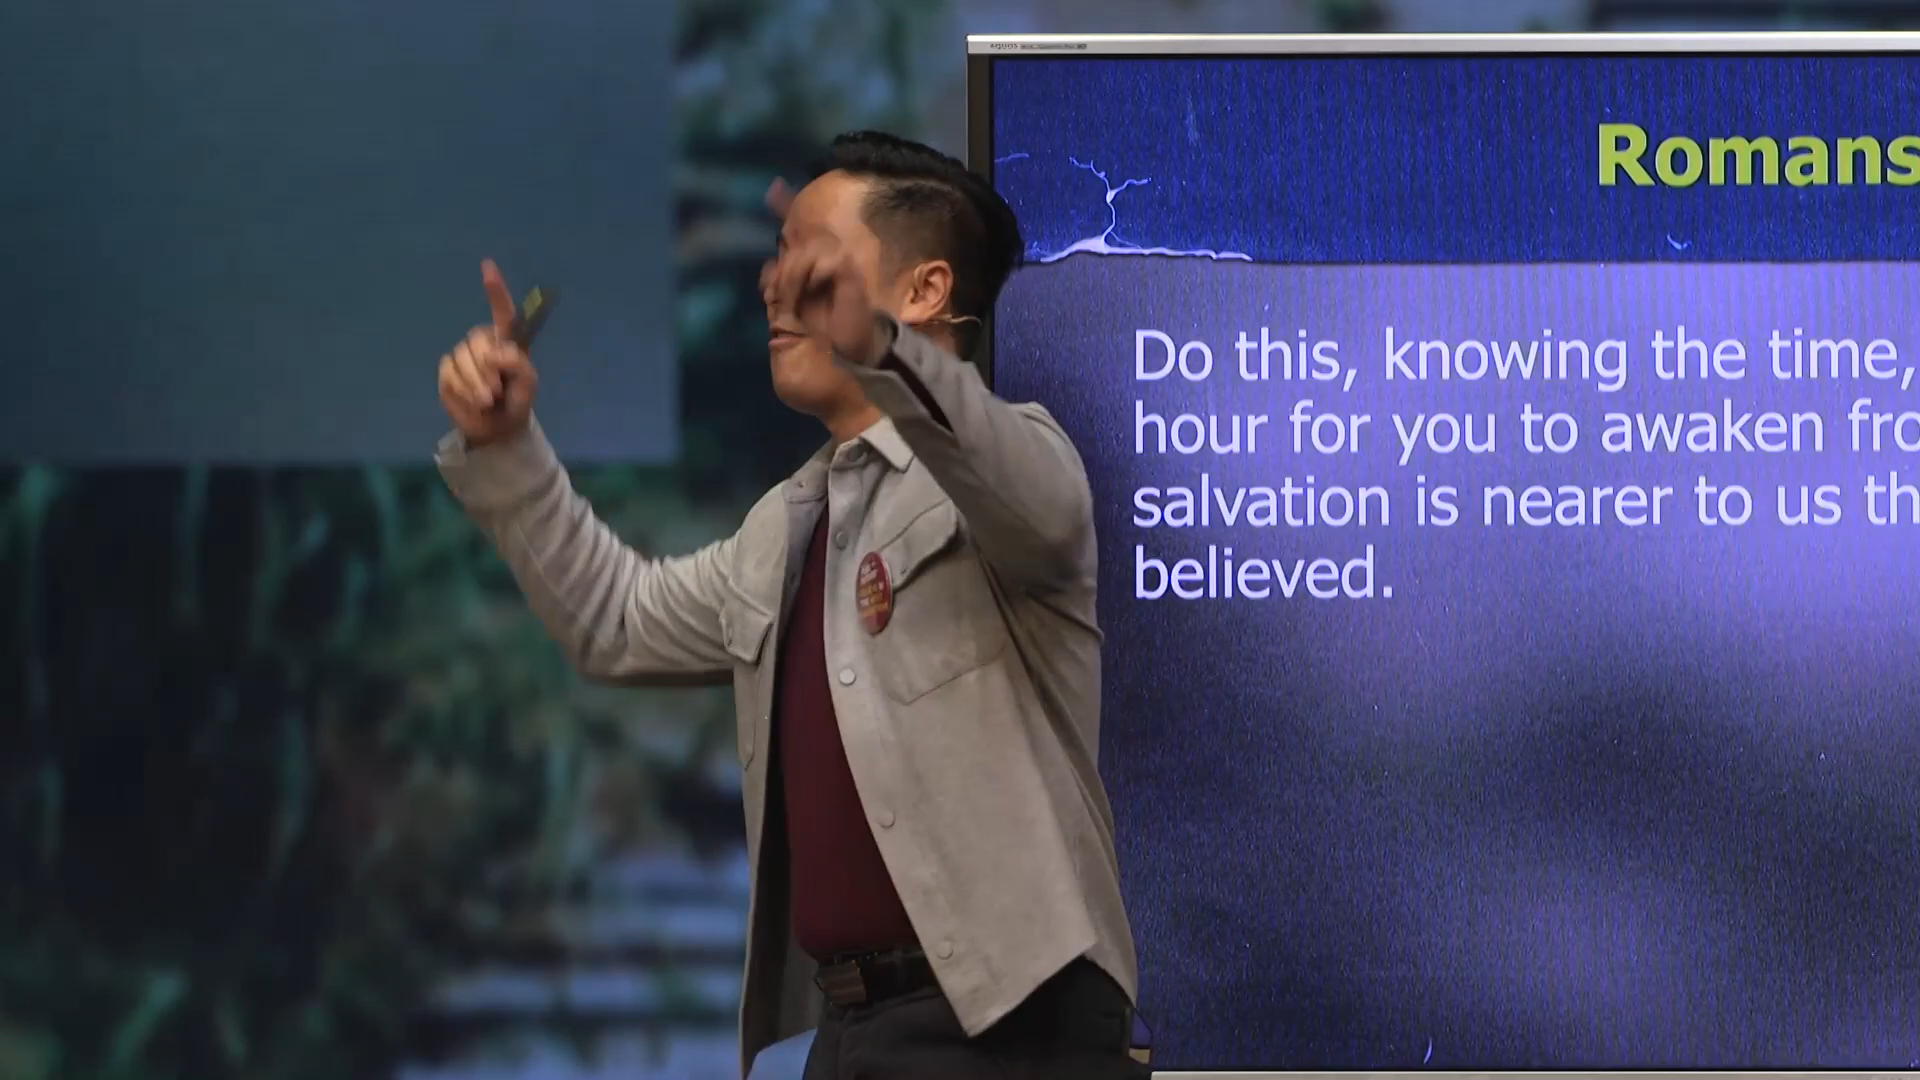 AQUOS
Romans
Do this, knowing the time,
hour for you to awaken fro
salvation is nearer to us th
believed.